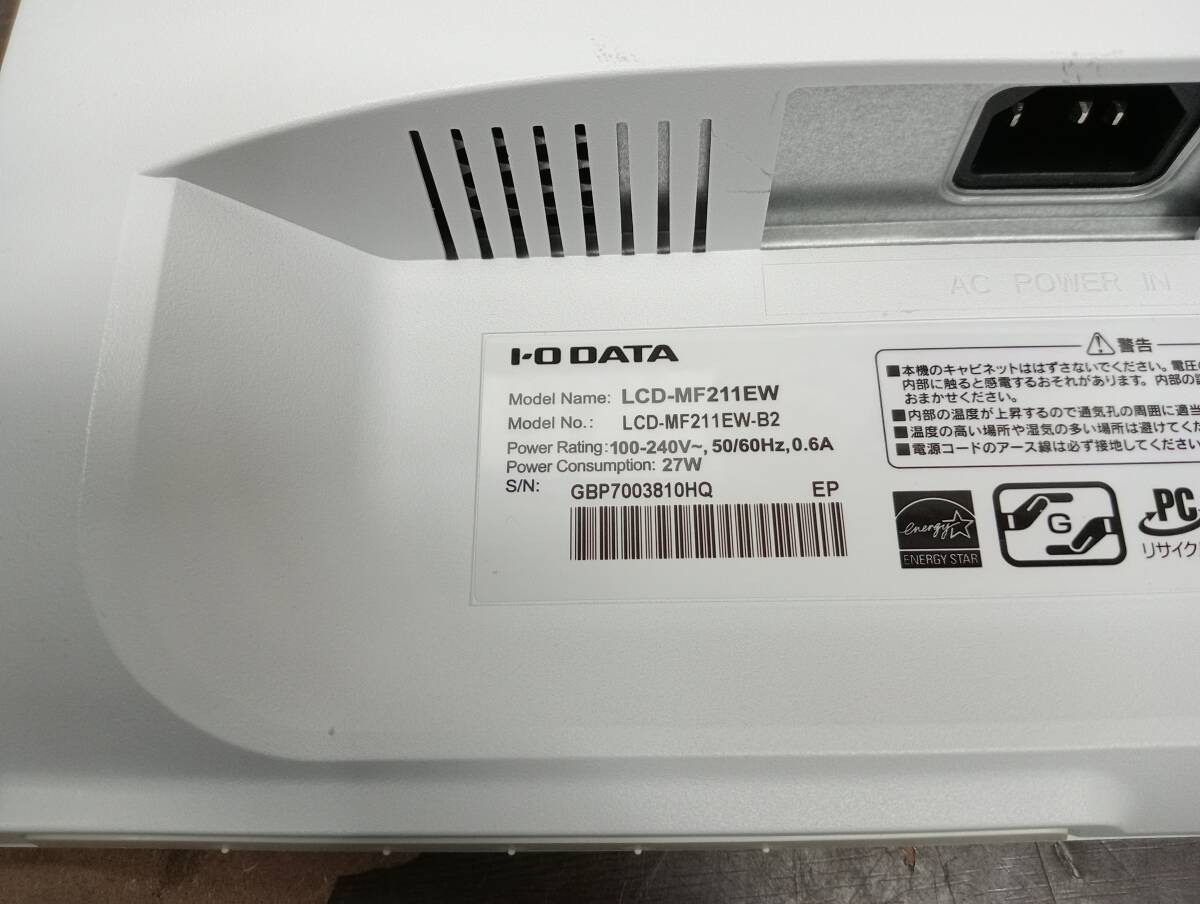 AC POWER IN
I-O DATA
Model Name: LCD-MF211EW
Model No.: LCD-MF211EW-B2
Power Rating: 100-240V~, 50/60Hz, 0.6A
Power Consumption: 27W
S/N: GBP7003810HQ EP
警告
■本機のキャビネットははずさないでください。電圧
内部に触ると感電するおそれがあります。内部の
おまかせください。
■内部の温度が上昇するので通気孔の周囲に適当
■温度の高い場所や湿気の多い場所は避けてくだ
■電源コードのアース線は必ず接地してください
energy
ENERGY STAR
G
PC
リサイク